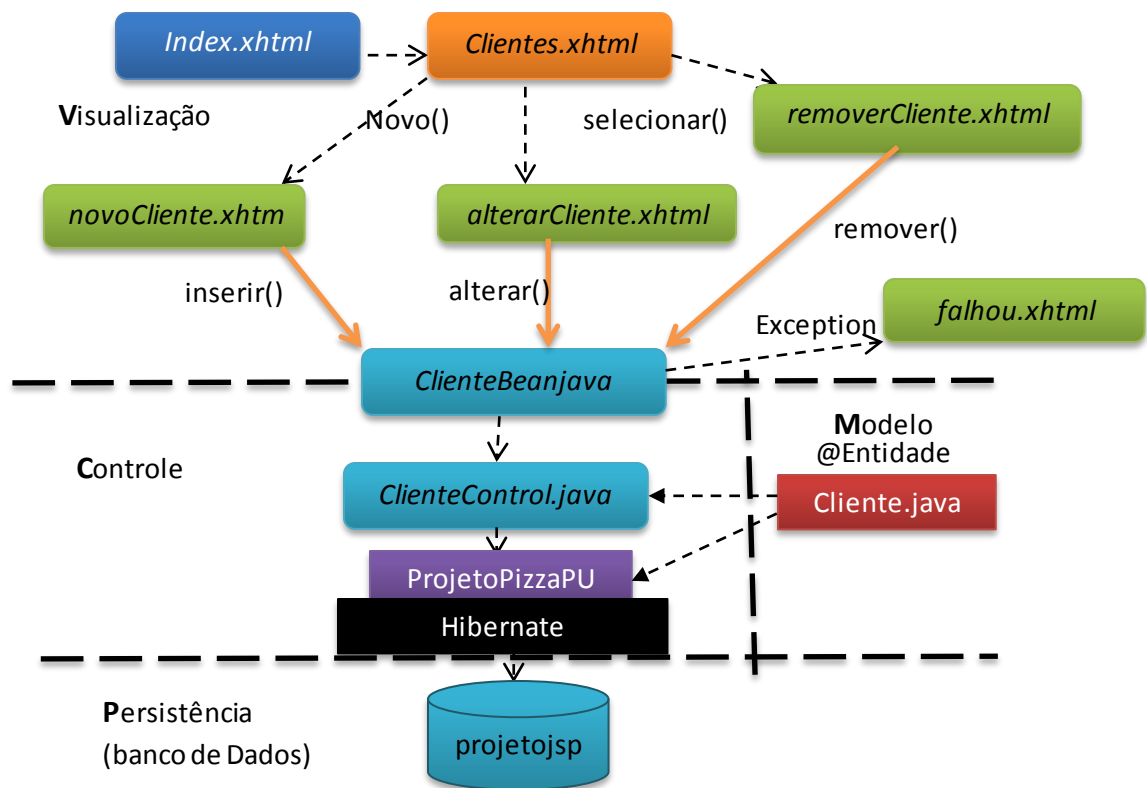 Index.xhtml
Clientes.xhtml
Visualização
Novo()
selecionar()
removerCliente.xhtml
novoCliente.xhtm
alterarCliente.xhtml
remover()
inserir()
alterar()
Exception
falhou.xhtml
ClienteBeanjava
Modelo
@Entidade
Controle
ClienteControl.java
Cliente.java
ProjetoPizzaPU
Hibernate
Persistência
(banco de Dados)
projetojsp